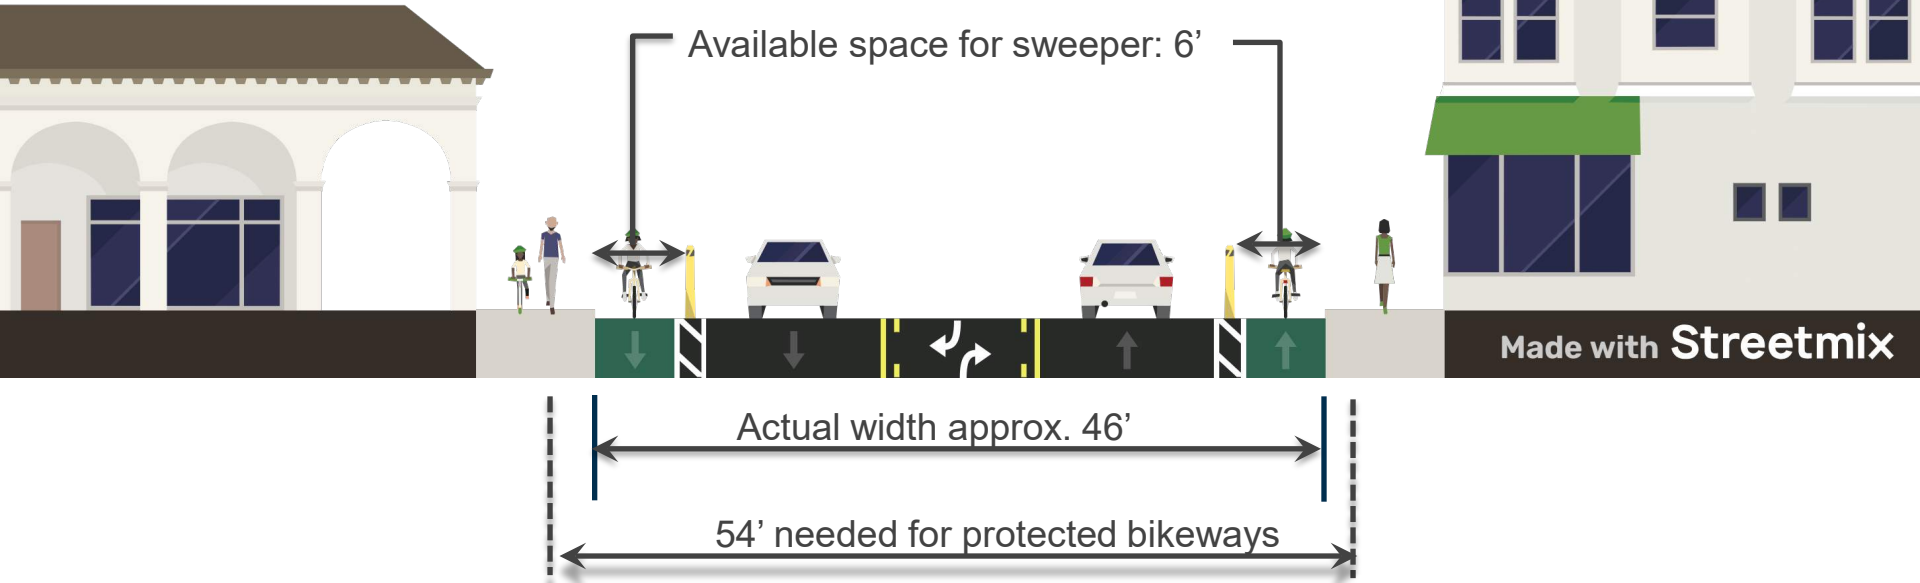 Available space for sweeper: 6’
Made with Streetmix
Actual width approx. 46’
54’ needed for protected bikeways